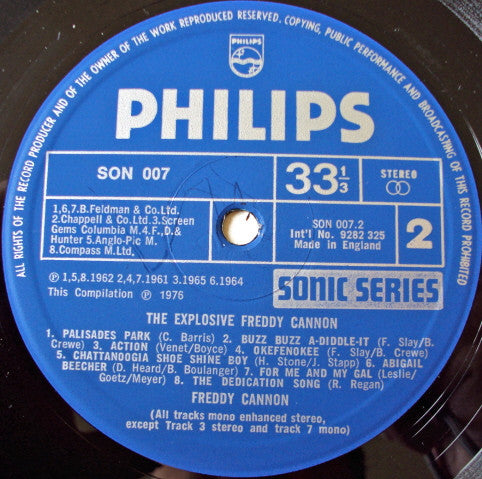 ALL RIGHTS OF THE RECORD PRODUCER AND OF THE OWNER OF THE WORK REPRODUCED RESERVED. COPYING, PUBLIC PERFORMANCE AND BROADCASTING OF THIS RECORD PROHIBITED
PHILIPS
PHILIPS
SON 007
33 1/3
STEREO
1,6,7.B.Feldman & Co.Ltd.
2.Chappell & Co.Ltd.3.Screen
Gems Columbia M.4.F.,D.&
Hunter 5.Anglo-Pic M.
8.Compass M.Ltd.
SON 007.2
Int'l No. 9282 325
Made in England
2
℗ 1,5,8.1962 2,4,7.1961 3.1965 6.1964
This Compilation ℗ 1976
SONIC SERIES
THE EXPLOSIVE FREDDY CANNON
1. PALISADES PARK (C. Barris) 2. BUZZ BUZZ A-DIDDLE-IT (F. Slay/B.
Crewe) 3. ACTION (Venet/Boyce) 4. OKEFENOKEE (F. Slay/B. Crewe)
5. CHATTANOOGIA SHOE SHINE BOY (H. Stone/J. Stapp) 6. ABIGAIL
BEECHER (D. Heard/B. Boulanger) 7. FOR ME AND MY GAL (Leslie/
Goetz/Meyer) 8. THE DEDICATION SONG (R. Regan)
FREDDY CANNON
(All tracks mono enhanced stereo,
except Track 3 stereo and track 7 mono)